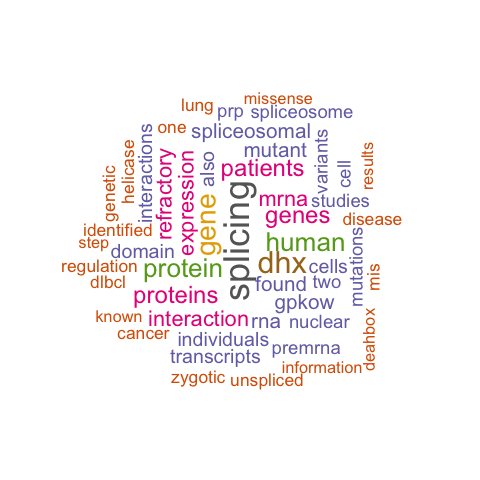 missense
lung
prp
spliceosome
one
spliceosomal
mutant
variants
interactions
also
patients
cell
results
helicase
genetic
refractory
expression
gene
splicing
mrna
studies
genes
disease
identified
step
domain
human
mutations
regulation
protein
dhx
cells
mis
dlbcl
found
two
proteins
gpkow
known
interaction
rna
nuclear
cancer
individuals
deahbox
transcripts
premrna
information
zygotic
unspliced